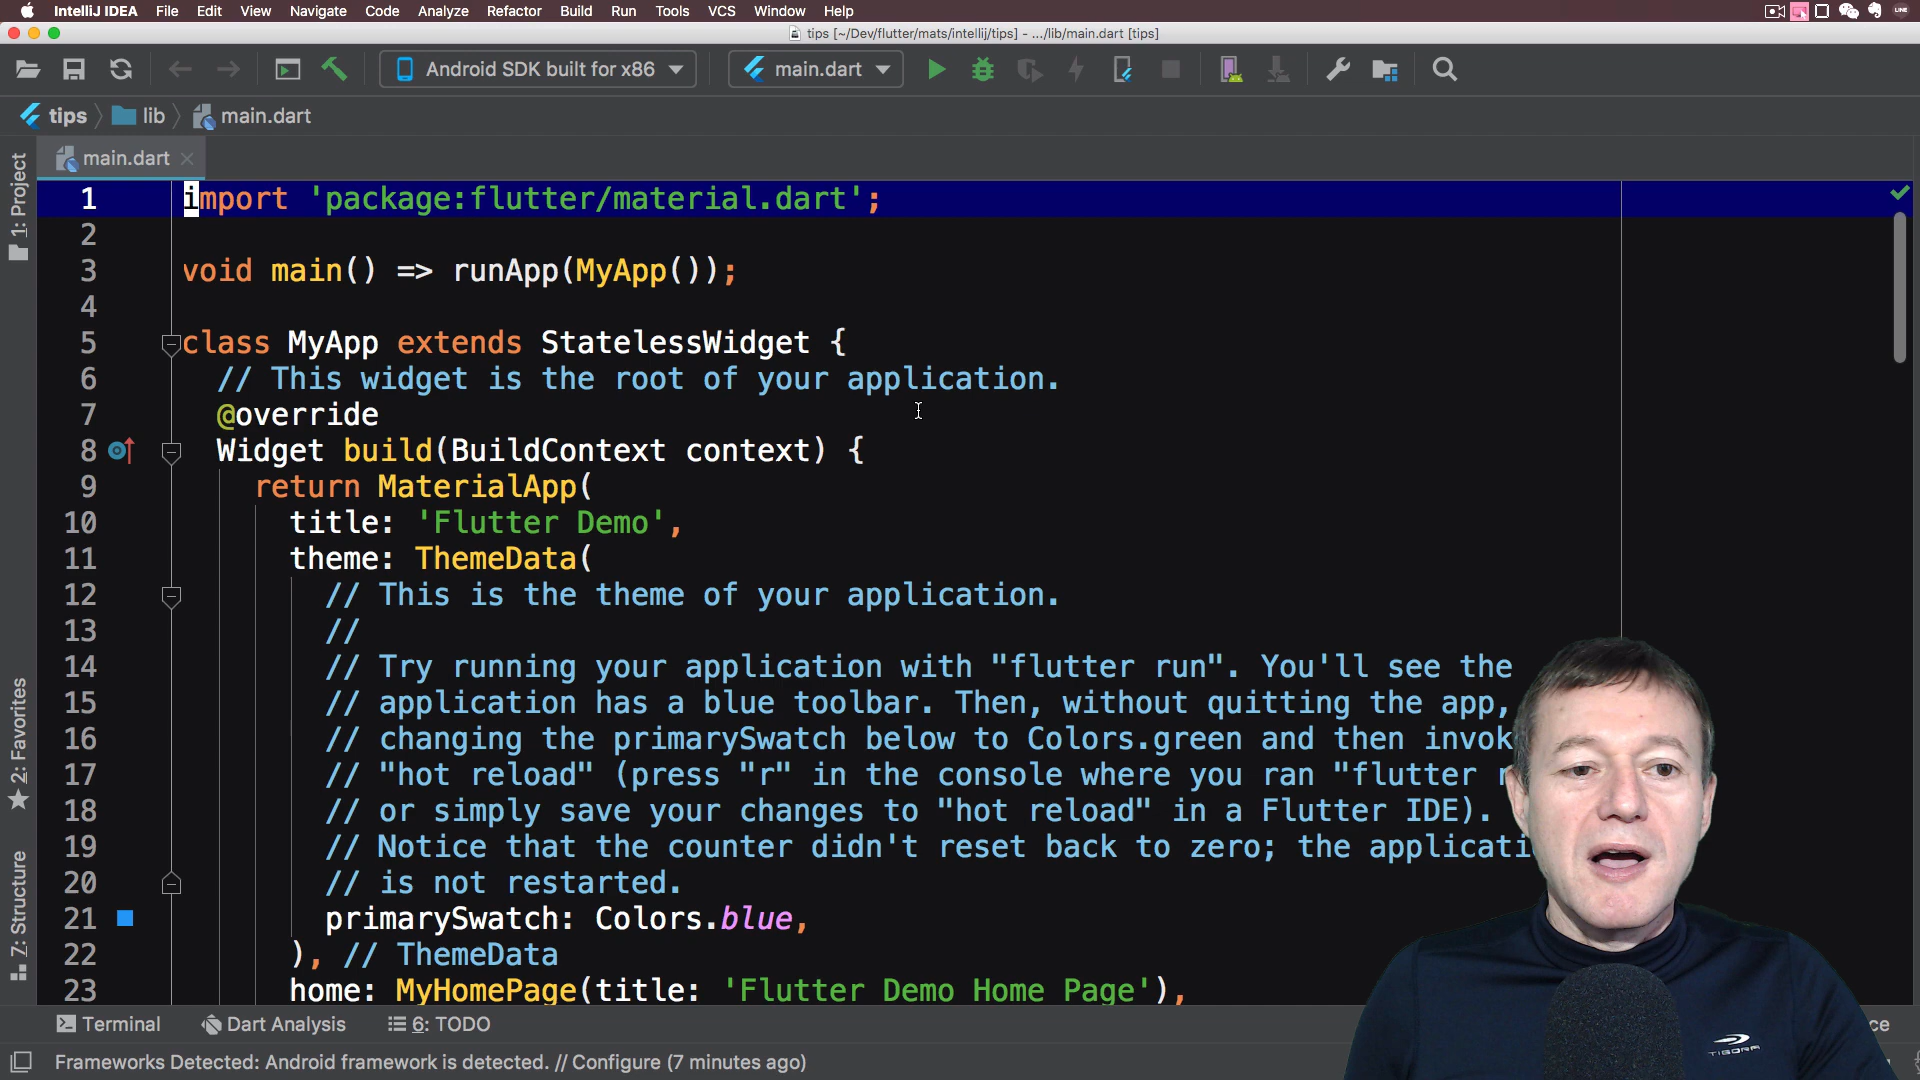 IntelliJ IDEA File Edit View Navigate Code Analyze Refactor Build Run Tools VCS Window Help
LINE
tips [~/Dev/flutter/mats/intellij/tips] - .../lib/main.dart [tips]
Android SDK built for x86 main.dart
tips lib main.dart
main.dart
1: Project
2: Favorites
7: Structure
1 import 'package:flutter/material.dart';
2
3 void main() => runApp(MyApp());
4
5 class MyApp extends StatelessWidget {
6 // This widget is the root of your application.
7 @override
8 Widget build(BuildContext context) {
9 return MaterialApp(
10 title: 'Flutter Demo',
11 theme: ThemeData(
12 // This is the theme of your application.
13 //
14 // Try running your application with "flutter run". You'll see the
15 // application has a blue toolbar. Then, without quitting the app,
16 // changing the primarySwatch below to Colors.green and then invok
17 // "hot reload" (press "r" in the console where you ran "flutter r
18 // or simply save your changes to "hot reload" in a Flutter IDE).
19 // Notice that the counter didn't reset back to zero; the applicati
20 // is not restarted.
21 primarySwatch: Colors.blue,
22 ), // ThemeData
23 home: MyHomePage(title: 'Flutter Demo Home Page'),
Terminal Dart Analysis 6: TODO
ce
TIGORA
Frameworks Detected: Android framework is detected. // Configure (7 minutes ago)